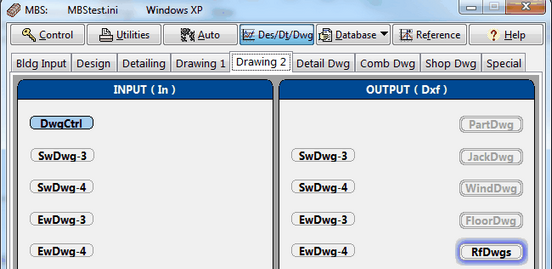 MBS: MBStest.ini Windows XP
Control Utilities Auto Des/Dt/Dwg Database Reference Help
Bldg Input Design Detailing Drawing 1 Drawing 2 Detail Dwg Comb Dwg Shop Dwg Special
INPUT ( In ) OUTPUT ( Dxf )
DwgCtrl PartDwg
SwDwg-3 SwDwg-3 JackDwg
SwDwg-4 SwDwg-4 WindDwg
EwDwg-3 EwDwg-3 FloorDwg
EwDwg-4 EwDwg-4 RfDwgs